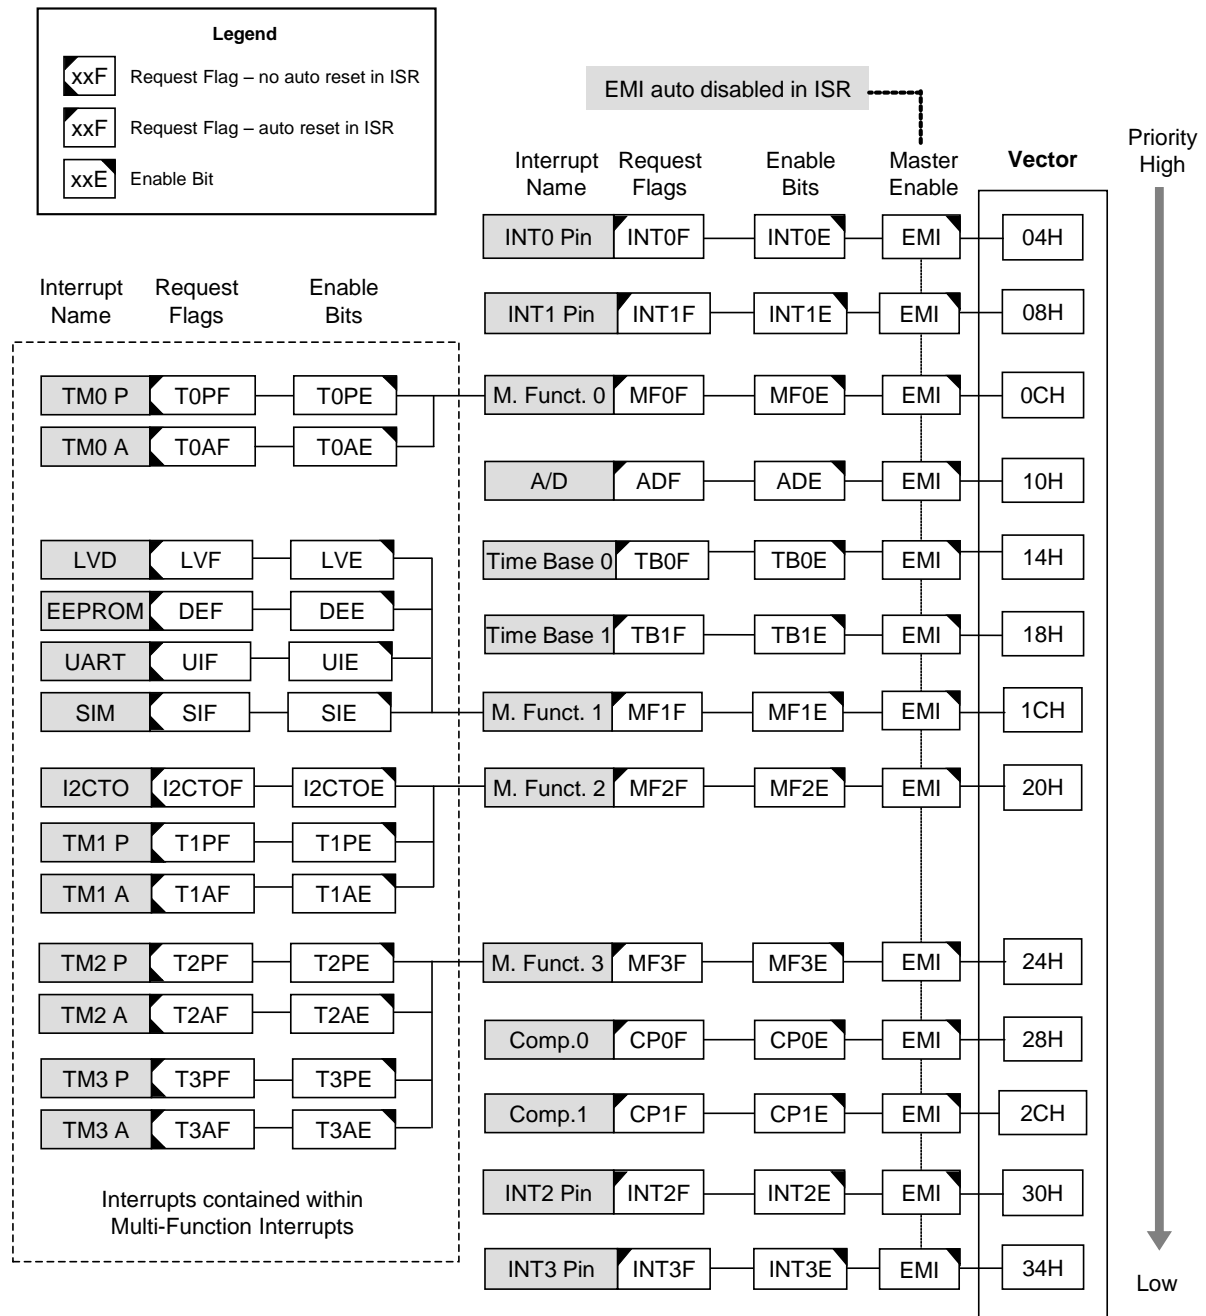 Legend
xxF Request Flag – no auto reset in ISR
xxF Request Flag – auto reset in ISR
xxE Enable Bit
EMI auto disabled in ISR
Interrupt Name Request Flags Enable Bits Master Enable Vector
Priority High
INT0 Pin INT0F INT0E EMI 04H
INT1 Pin INT1F INT1E EMI 08H
Interrupt Name Request Flags Enable Bits
TM0 P T0PF T0PE M. Funct. 0 MF0F MF0E EMI 0CH
TM0 A T0AF T0AE
A/D ADF ADE EMI 10H
LVD LVF LVE Time Base 0 TB0F TB0E EMI 14H
EEPROM DEF DEE
UART UIF UIE Time Base 1 TB1F TB1E EMI 18H
SIM SIF SIE M. Funct. 1 MF1F MF1E EMI 1CH
I2CTO I2CTOF I2CTOE M. Funct. 2 MF2F MF2E EMI 20H
TM1 P T1PF T1PE
TM1 A T1AF T1AE
TM2 P T2PF T2PE M. Funct. 3 MF3F MF3E EMI 24H
TM2 A T2AF T2AE
Comp.0 CP0F CP0E EMI 28H
TM3 P T3PF T3PE
TM3 A T3AF T3AE
Comp.1 CP1F CP1E EMI 2CH
INT2 Pin INT2F INT2E EMI 30H
Interrupts contained within
Multi-Function Interrupts
INT3 Pin INT3F INT3E EMI 34H
Low